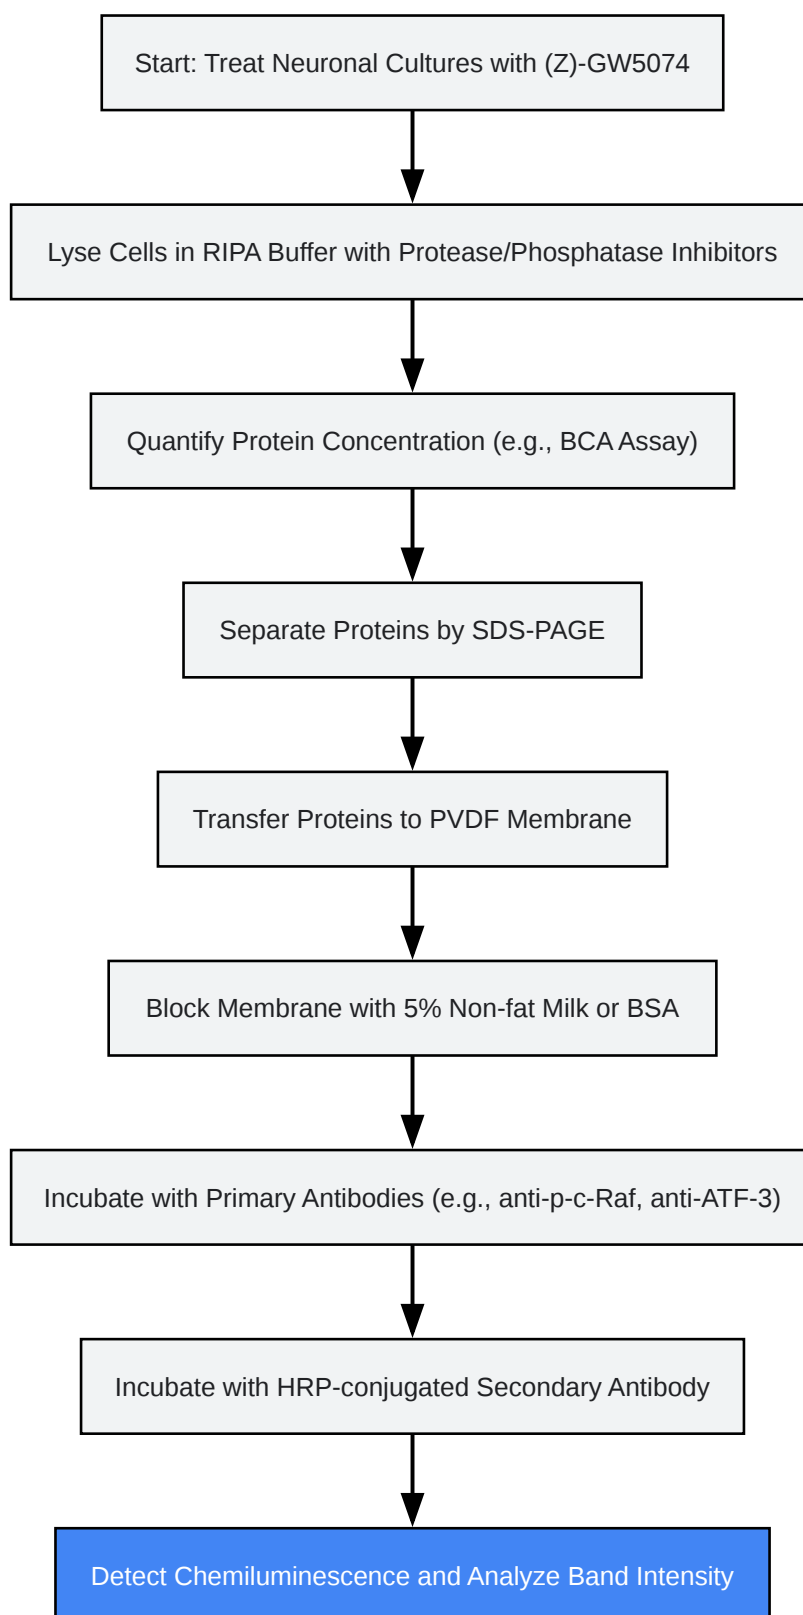 Start: Treat Neuronal Cultures with (Z)-GW5074
Lyse Cells in RIPA Buffer with Protease/Phosphatase Inhibitors
Quantify Protein Concentration (e.g., BCA Assay)
Separate Proteins by SDS-PAGE
Transfer Proteins to PVDF Membrane
Block Membrane with 5% Non-fat Milk or BSA
Incubate with Primary Antibodies (e.g., anti-p-c-Raf, anti-ATF-3)
Incubate with HRP-conjugated Secondary Antibody
Detect Chemiluminescence and Analyze Band Intensity